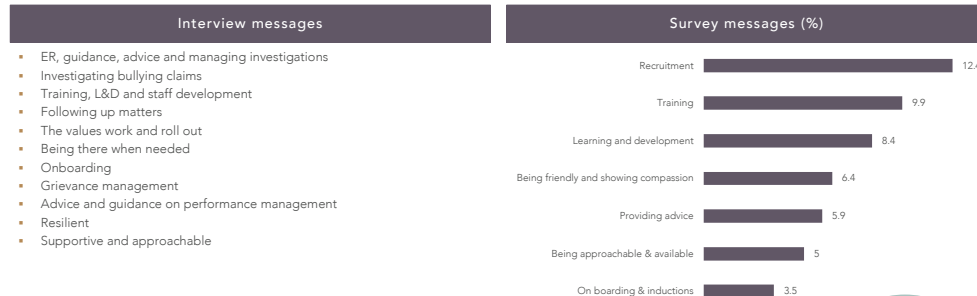 Interview messages
▪ ER, guidance, advice and managing investigations
▪ Investigating bullying claims
▪ Training, L&D and staff development
▪ Following up matters
▪ The values work and roll out
▪ Being there when needed
▪ Onboarding
▪ Grievance management
▪ Advice and guidance on performance management
▪ Resilient
▪ Supportive and approachable
Survey messages (%)
Recruitment 12.4
Training 9.9
Learning and development 8.4
Being friendly and showing compassion 6.4
Providing advice 5.9
Being approachable & available 5
On boarding & inductions 3.5